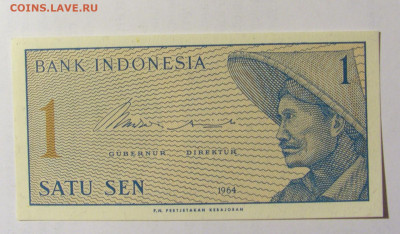 COINS.LAVE.RU
BANK INDONESIA
1
1
GUBERNUR DIREKTUR
SATU SEN
1964
P.N. PERTJETAKAN KEBAJORAN